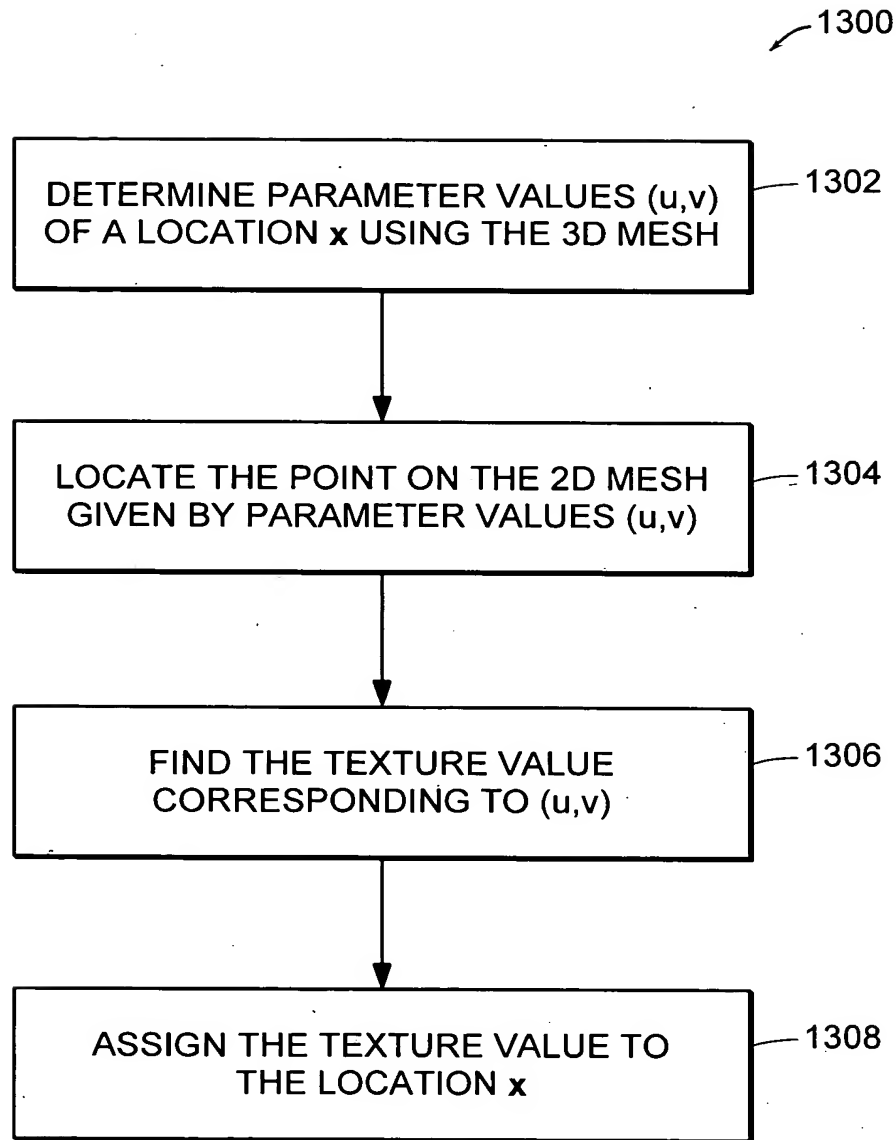 1300
DETERMINE PARAMETER VALUES (u,v)
OF A LOCATION x USING THE 3D MESH
1302
LOCATE THE POINT ON THE 2D MESH
GIVEN BY PARAMETER VALUES (u,v)
1304
FIND THE TEXTURE VALUE
CORRESPONDING TO (u,v)
1306
ASSIGN THE TEXTURE VALUE TO
THE LOCATION x
1308